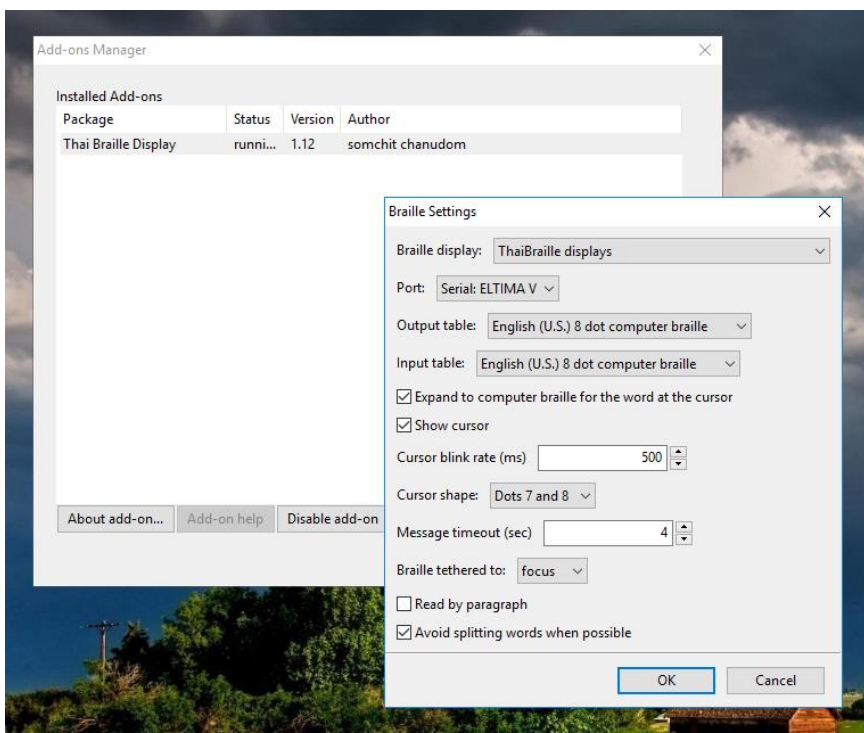 Add-ons Manager
Installed Add-ons
Package Status Version Author
Thai Braille Display runni... 1.12 somchit chanudom
About add-on... Add-on help Disable add-on
Braille Settings
Braille display: ThaiBraille displays
Port: Serial: ELTIMA V
Output table: English (U.S.) 8 dot computer braille
Input table: English (U.S.) 8 dot computer braille
Expand to computer braille for the word at the cursor
Show cursor
Cursor blink rate (ms) 500
Cursor shape: Dots 7 and 8
Message timeout (sec) 4
Braille tethered to: focus
Read by paragraph
Avoid splitting words when possible
OK Cancel